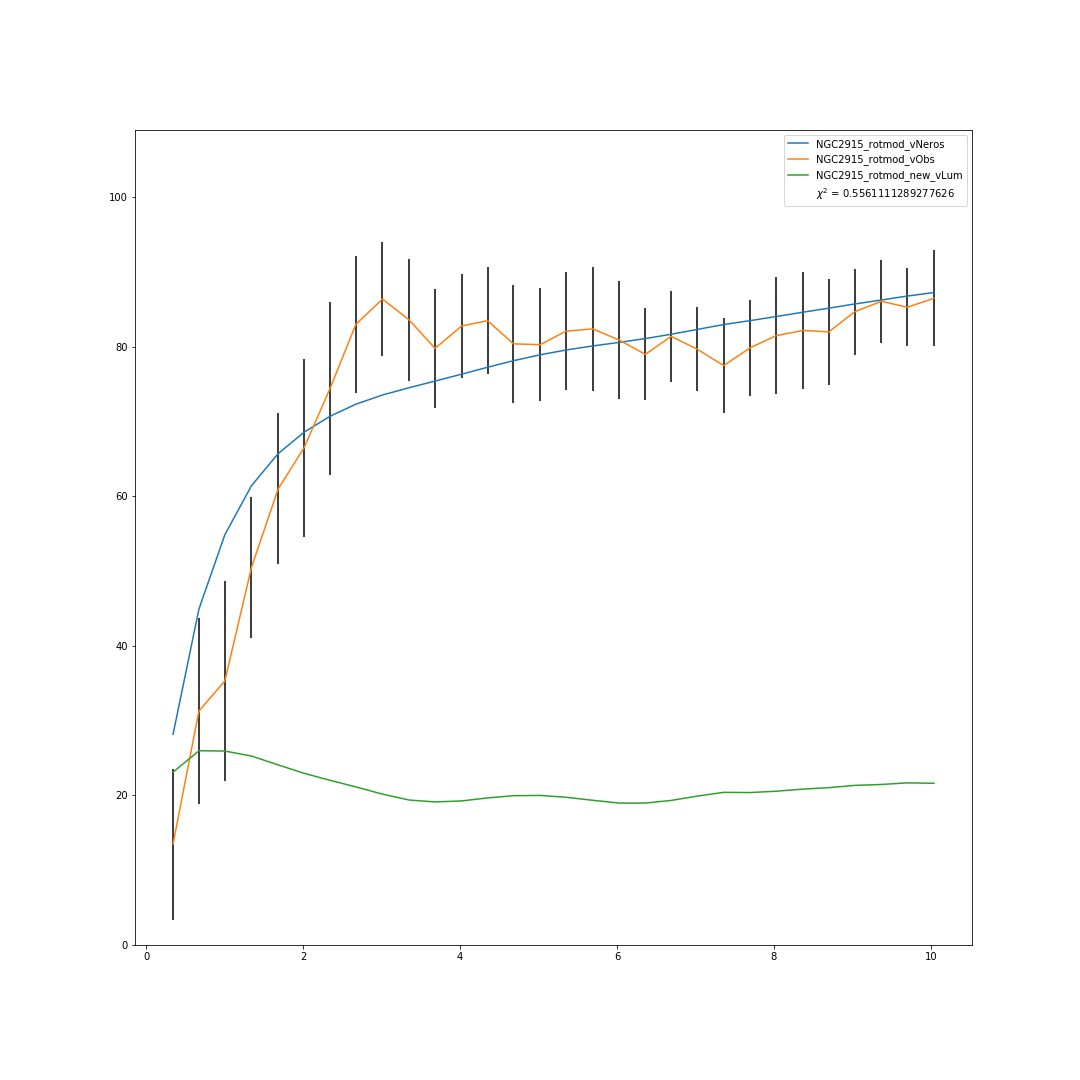 NGC2915_rotmod_vNeros
NGC2915_rotmod_vObs
NGC2915_rotmod_new_vLum
χ² = 0.5561111289277626
100
80
60
40
20
0
0 2 4 6 8 10